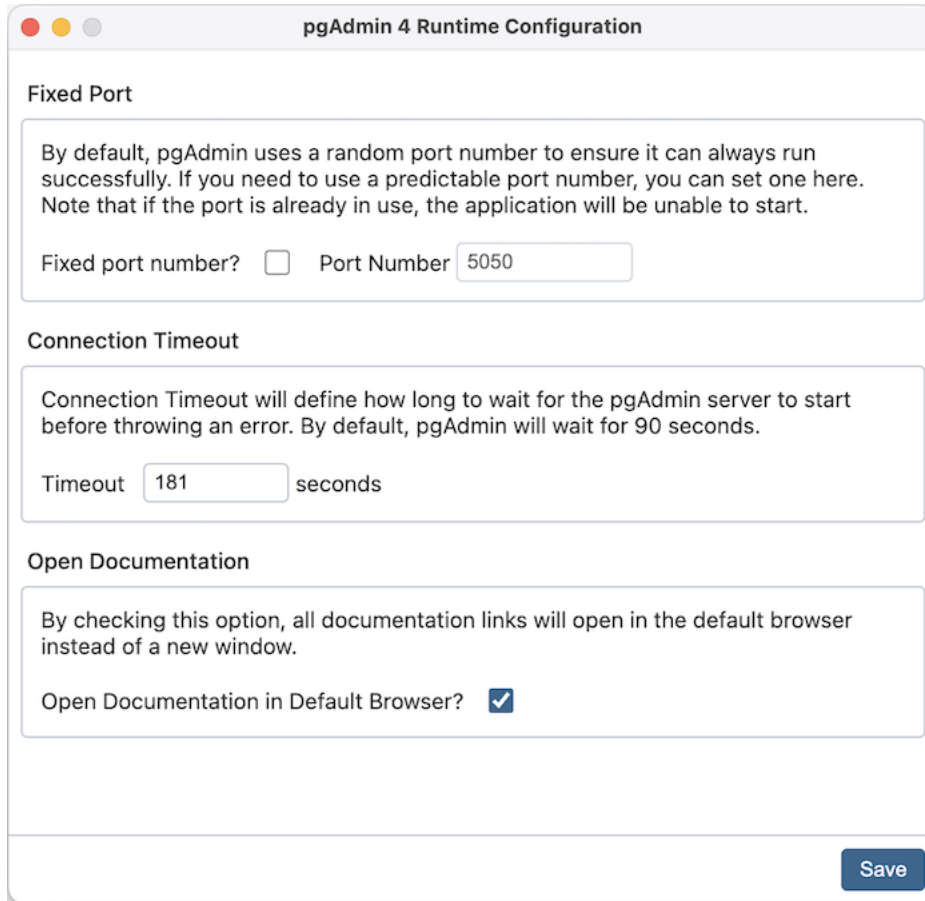 pgAdmin 4 Runtime Configuration
Fixed Port
By default, pgAdmin uses a random port number to ensure it can always run
successfully. If you need to use a predictable port number, you can set one here.
Note that if the port is already in use, the application will be unable to start.
Fixed port number? Port Number 5050
Connection Timeout
Connection Timeout will define how long to wait for the pgAdmin server to start
before throwing an error. By default, pgAdmin will wait for 90 seconds.
Timeout 181 seconds
Open Documentation
By checking this option, all documentation links will open in the default browser
instead of a new window.
Open Documentation in Default Browser?
Save